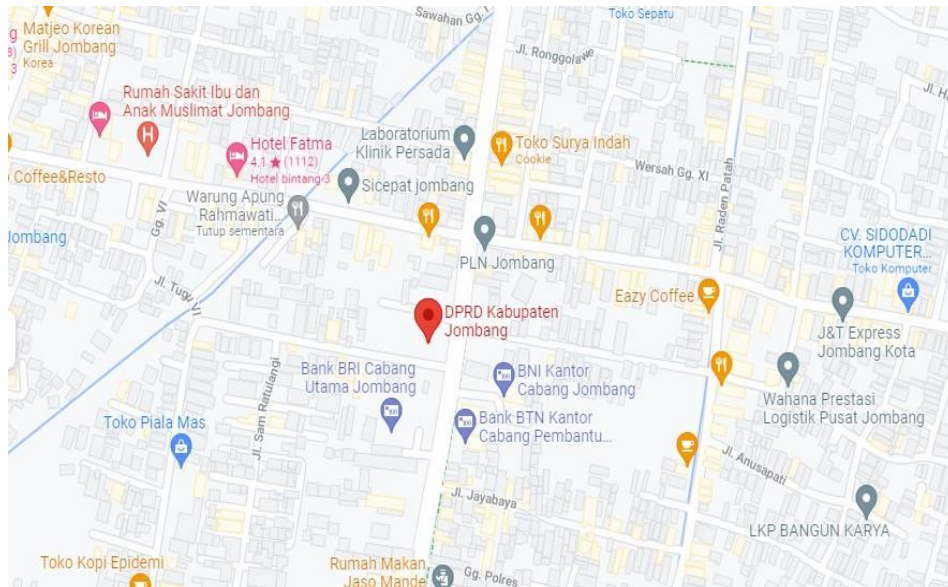 Sawahan Gg. I
Toko Sepatu
Matjeo Korean
Grill Jombang
Korea
g
3)
3
Jl. Ronggolawe
Rumah Sakit Ibu dan
Anak Muslimat Jombang
Hotel Fatma
4.1 ★ (1112)
Hotel bintang-3
Laboratorium
Klinik Persada
Toko Surya Indah
Cookie
Wersah Gg. XI
Jl. Raden Patah
Coffee&Resto
Gg. VI
Warung Apung
Rahmawati...
Tutup sementara
Sicepat jombang
Jombang
PLN Jombang
CV. SIDODADI
KOMPUTER...
Toko Komputer
Jl. Tugu VI
Eazy Coffee
DPRD Kabupaten
Jombang
J&T Express
Jombang Kota
Bank BRI Cabang
Utama Jombang
BNI Kantor
Cabang Jombang
Wahana Prestasi
Logistik Pusat Jombang
Toko Piala Mas
Jl. Sam Ratulangi
Bank BTN Kantor
Cabang Pembantu...
Jl. Anusapati
Jl. Jayabaya
LKP BANGUN KARYA
Toko Kopi Epidemi
Rumah Makan
Jaso Mande
Gg. Polres